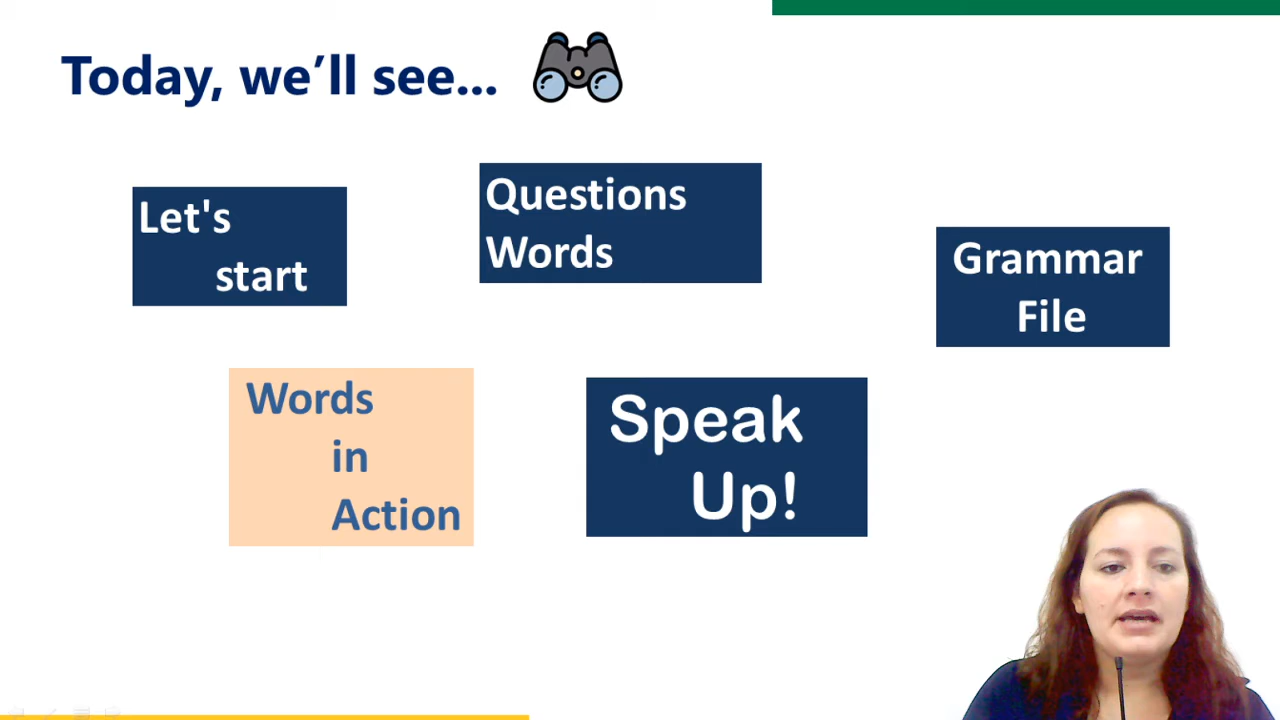 Today, we’ll see...
Let's
start
Questions
Words
Grammar
File
Words
in
Action
Speak
Up!